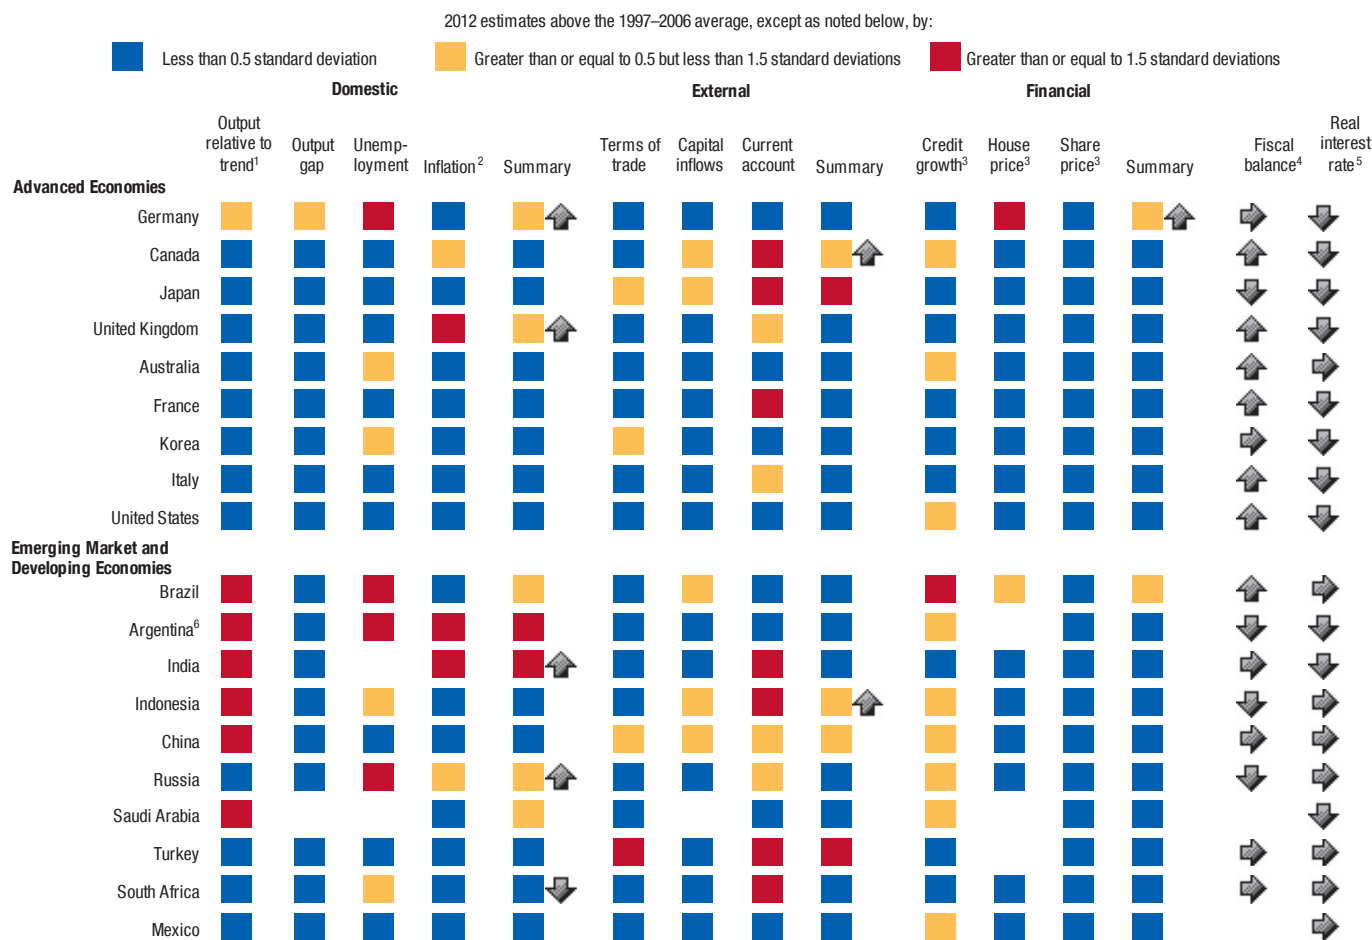 2012 estimates above the 1997–2006 average, except as noted below, by:
Less than 0.5 standard deviation Greater than or equal to 0.5 but less than 1.5 standard deviations Greater than or equal to 1.5 standard deviations
Domestic External Financial
Output relative to trend1
Output gap
Unemp-loyment
Inflation2
Summary
Terms of trade
Capital inflows
Current account
Summary
Credit growth3
House price3
Share price3
Summary
Fiscal balance4
Real interest rate5
Advanced Economies
Germany
Canada
Japan
United Kingdom
Australia
France
Korea
Italy
United States
Emerging Market and
Developing Economies
Brazil
Argentina6
India
Indonesia
China
Russia
Saudi Arabia
Turkey
South Africa
Mexico